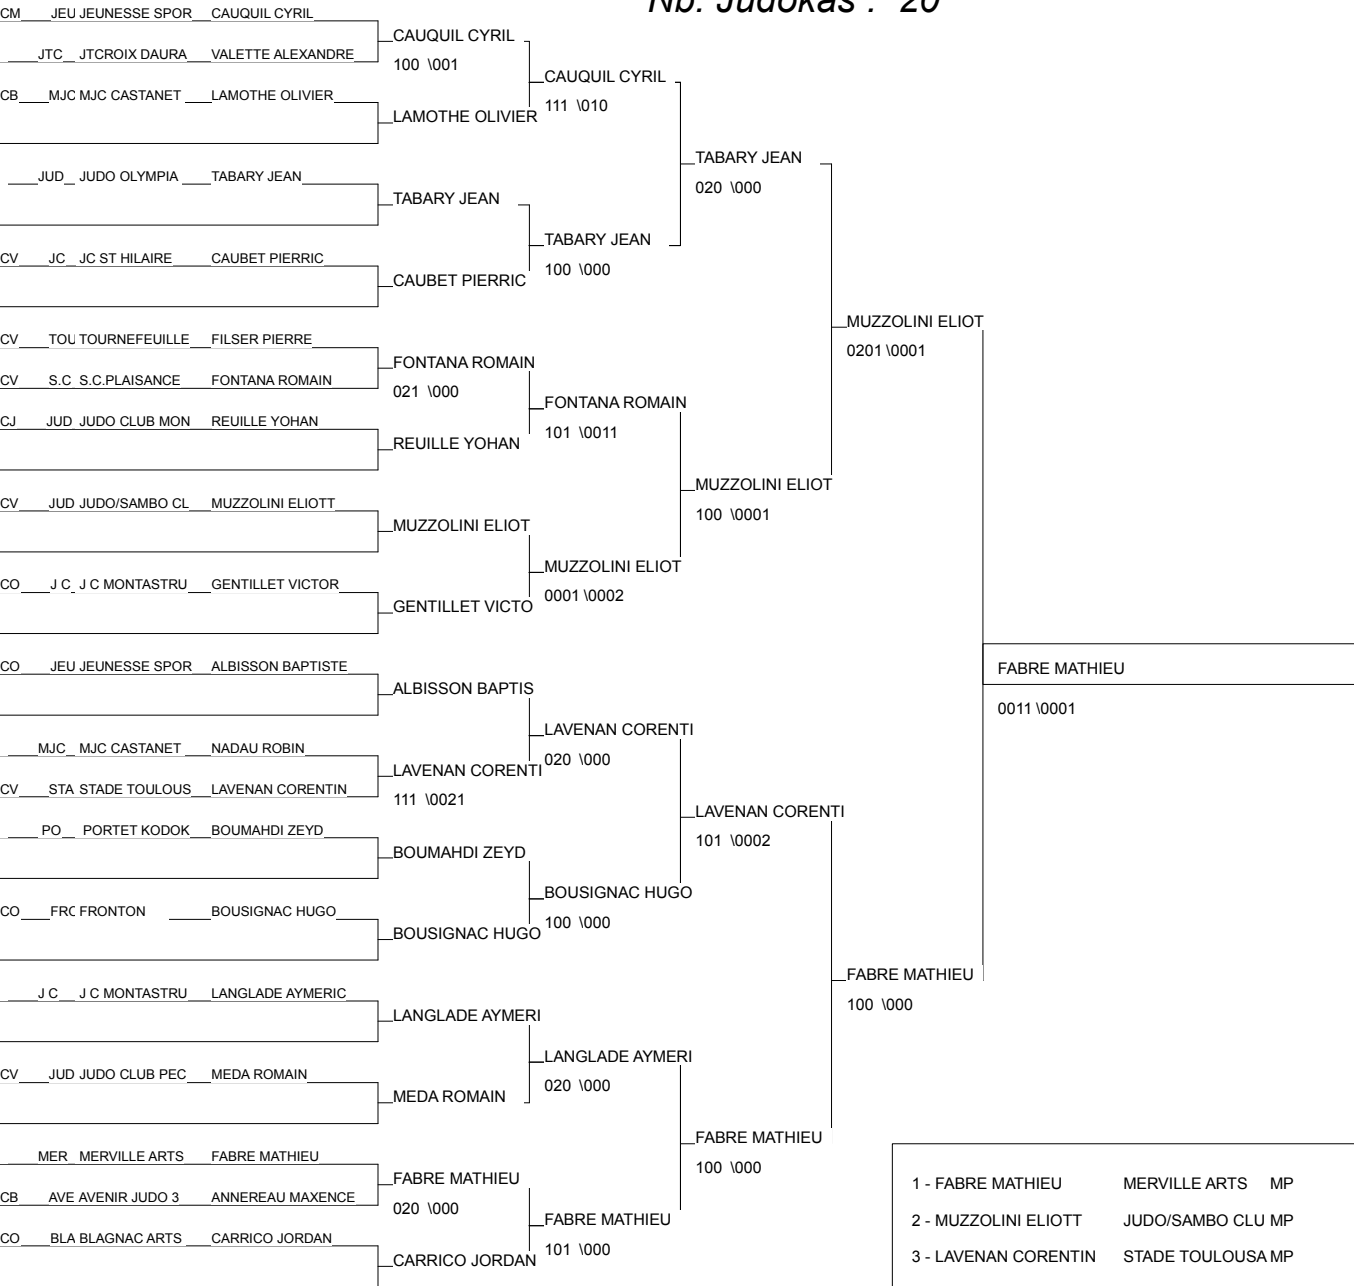 Nb. Judokas : 20
CM JEU JEUNESSE SPOR CAUQUIL CYRIL
JTC JTCROIX DAURA VALETTE ALEXANDRE
CB MJC MJC CASTANET LAMOTHE OLIVIER
JUD JUDO OLYMPIA TABARY JEAN
CV JC JC ST HILAIRE CAUBET PIERRIC
CV TOU TOURNEFEUILLE FILSER PIERRE
CV S.C S.C.PLAISANCE FONTANA ROMAIN
CJ JUD JUDO CLUB MON REUILLE YOHAN
CV JUD JUDO/SAMBO CL MUZZOLINI ELIOTT
CO J C J C MONTASTRU GENTILLET VICTOR
CO JEU JEUNESSE SPOR ALBISSON BAPTISTE
MJC MJC CASTANET NADAU ROBIN
CV STA STADE TOULOUS LAVENAN CORENTIN
PO PORTET KODOK BOUMAHDI ZEYD
CO FRC FRONTON BOUSIGNAC HUGO
J C J C MONTASTRU LANGLADE AYMERIC
CV JUD JUDO CLUB PEC MEDA ROMAIN
MER MERVILLE ARTS FABRE MATHIEU
CB AVE AVENIR JUDO 3 ANNEREAU MAXENCE
CO BLA BLAGNAC ARTS CARRICO JORDAN
CAUQUIL CYRIL
100 \001
LAMOTHE OLIVIER
TABARY JEAN
CAUBET PIERRIC
FONTANA ROMAIN
021 \000
REUILLE YOHAN
MUZZOLINI ELIOT
GENTILLET VICTO
ALBISSON BAPTIS
LAVENAN CORENTI
111 \0021
BOUMAHDI ZEYD
BOUSIGNAC HUGO
LANGLADE AYMERI
MEDA ROMAIN
FABRE MATHIEU
020 \000
CARRICO JORDAN
CAUQUIL CYRIL
111 \010
TABARY JEAN
100 \000
FONTANA ROMAIN
101 \0011
MUZZOLINI ELIOT
0001 \0002
LAVENAN CORENTI
020 \000
BOUSIGNAC HUGO
100 \000
LANGLADE AYMERI
020 \000
FABRE MATHIEU
101 \000
TABARY JEAN
020 \000
MUZZOLINI ELIOT
100 \0001
LAVENAN CORENTI
101 \0002
FABRE MATHIEU
100 \000
MUZZOLINI ELIOT
0201 \0001
FABRE MATHIEU
100 \000
FABRE MATHIEU
0011 \0001
1 - FABRE MATHIEU MERVILLE ARTS MP
2 - MUZZOLINI ELIOTT JUDO/SAMBO CLU MP
3 - LAVENAN CORENTIN STADE TOULOUSA MP